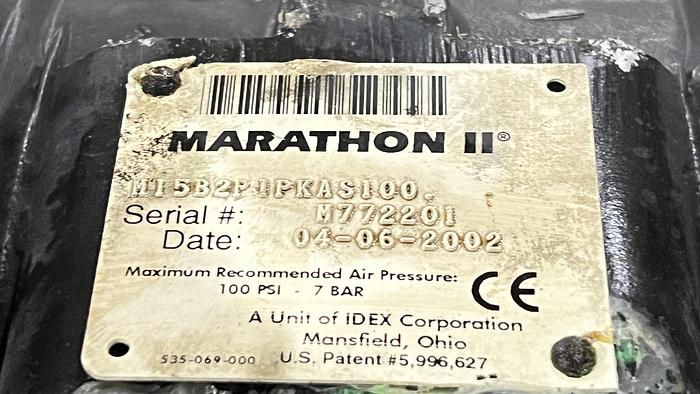 MARATHON II®
MI5B2P1PKAS100.
Serial #: M772201
Date: 04-06-2002
Maximum Recommended Air Pressure:
100 PSI - 7 BAR
CE
A Unit of IDEX Corporation
Mansfield, Ohio
535-069-000 U.S. Patent #5,996,627